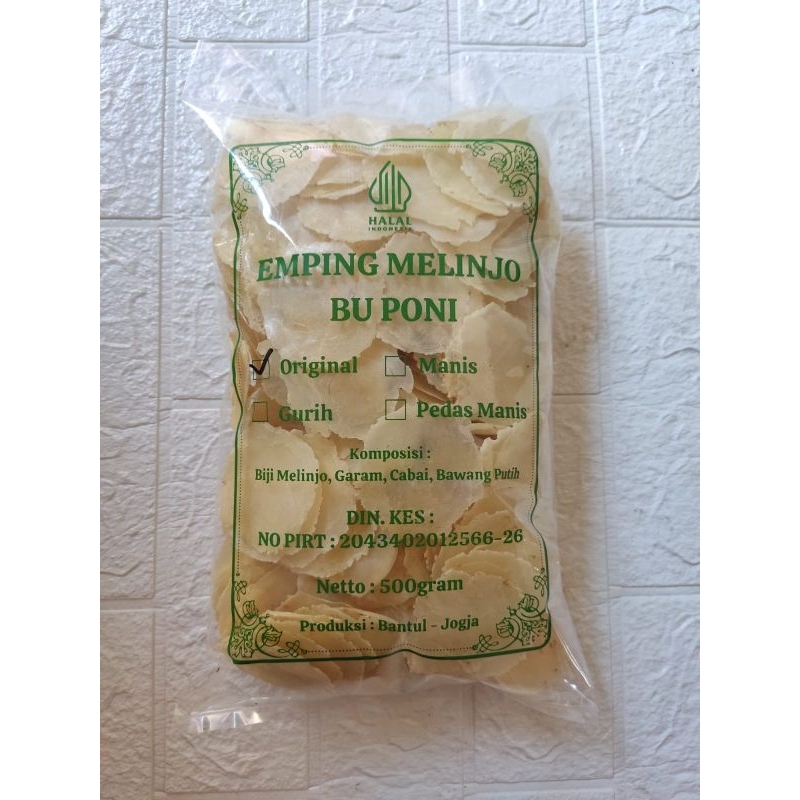 HALAL
INDONESIA
EMPING MELINJO
BU PONI
Original
Manis
Gurih
Pedas Manis
Komposisi :
Biji Melinjo, Garam, Cabai, Bawang Putih
DIN. KES :
NO PIRT : 2043402012566-26
Netto : 500gram
Produksi : Bantul - Jogja